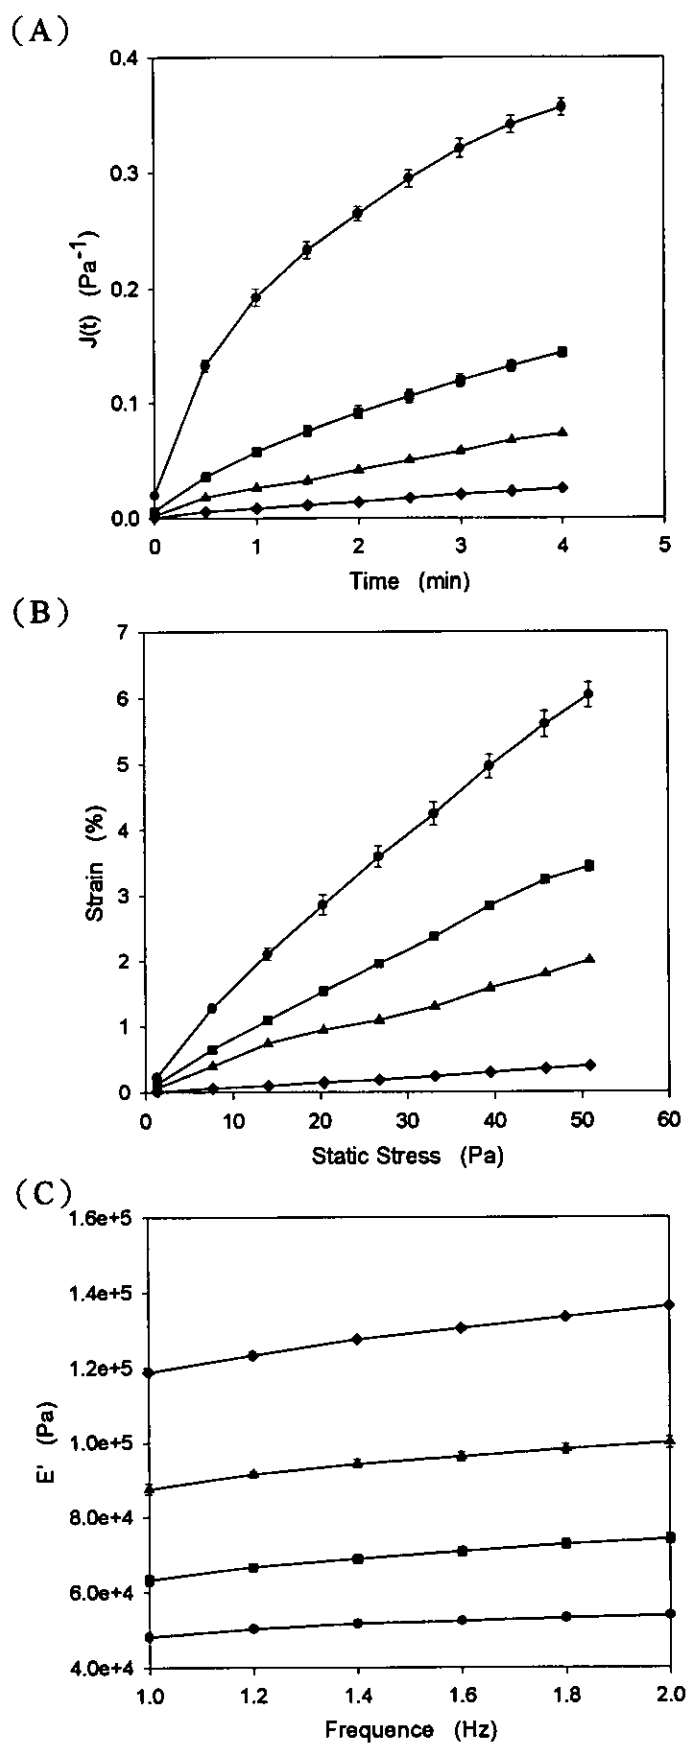 (A)
0.4
0.3
0.2
0.1
0.0
J(t) (Pa⁻¹)
0 1 2 3 4 5
Time (min)
(B)
7
6
5
4
3
2
1
0
Strain (%)
0 10 20 30 40 50 60
Static Stress (Pa)
(C)
1.6e+5
1.4e+5
1.2e+5
1.0e+5
8.0e+4
6.0e+4
4.0e+4
E' (Pa)
1.0 1.2 1.4 1.6 1.8 2.0
Frequence (Hz)